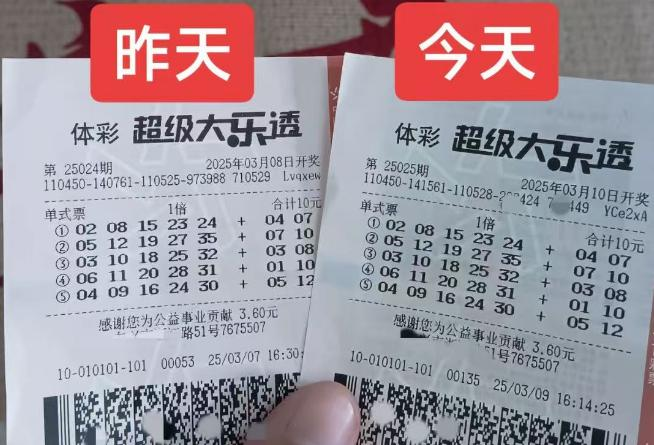 昨天
体彩 超级大乐透
第 25024期 2025年03月08日开奖
110450-140761-110525-973988 710529 Lvqxew
单式票 1倍 合计10元
① 02 08 15 23 24 + 04 07
② 05 12 19 27 35 + 07 10
③ 03 10 18 25 32 + 03 08
④ 06 11 20 28 31 + 01 10
⑤ 04 09 16 24 30 + 05 12
感谢您为公益事业贡献 3.60元
路51号7675507
10-010101-101 00053 25/03/07 16:30:
今天
体彩 超级大乐透
第 25025期 2025年03月10日开奖
110450-141561-110528- 424 7 449 YCe2xA
单式票 1倍 合计10元
① 02 08 15 23 24 + 04 07
② 05 12 19 27 35 + 07 10
③ 03 10 18 25 32 + 03 08
④ 06 11 20 28 31 + 01 10
⑤ 04 09 16 24 30 + 05 12
感谢您为公益事业贡献 3.60元
51号7675507
10-010101-101 00135 25/03/09 16:14:25